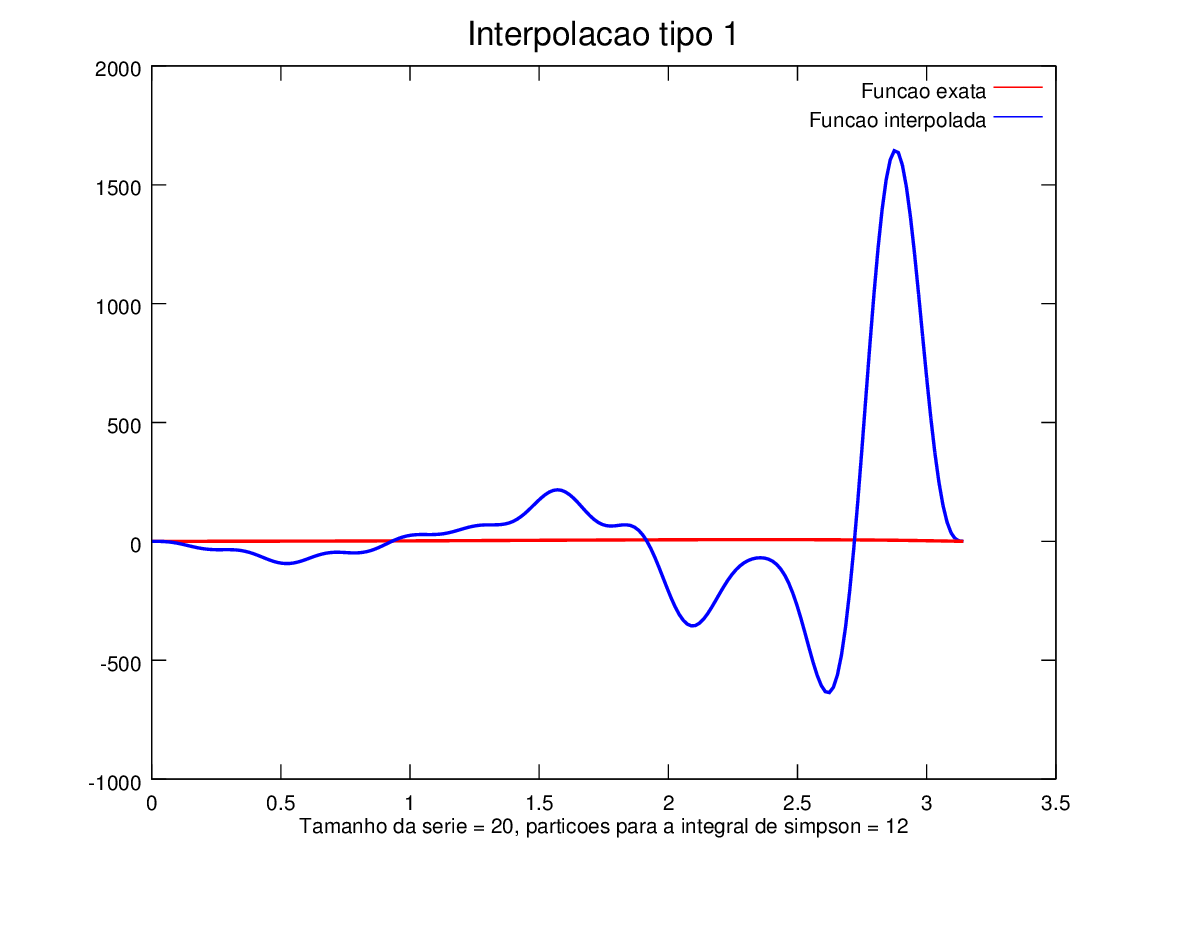 Interpolacao tipo 1
2000
1500
1000
500
0
-500
-1000
0 0.5 1 1.5 2 2.5 3 3.5
Funcao exata
Funcao interpolada
Tamanho da serie = 20, particoes para a integral de simpson = 12